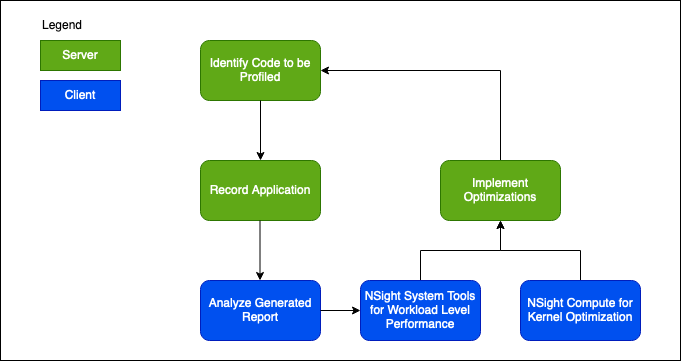 Legend
Server
Client
Identify Code to be
Profiled
Record Application
Implement
Optimizations
Analyze Generated
Report
NSight System Tools
for Workload Level
Performance
NSight Compute for
Kernel Optimization